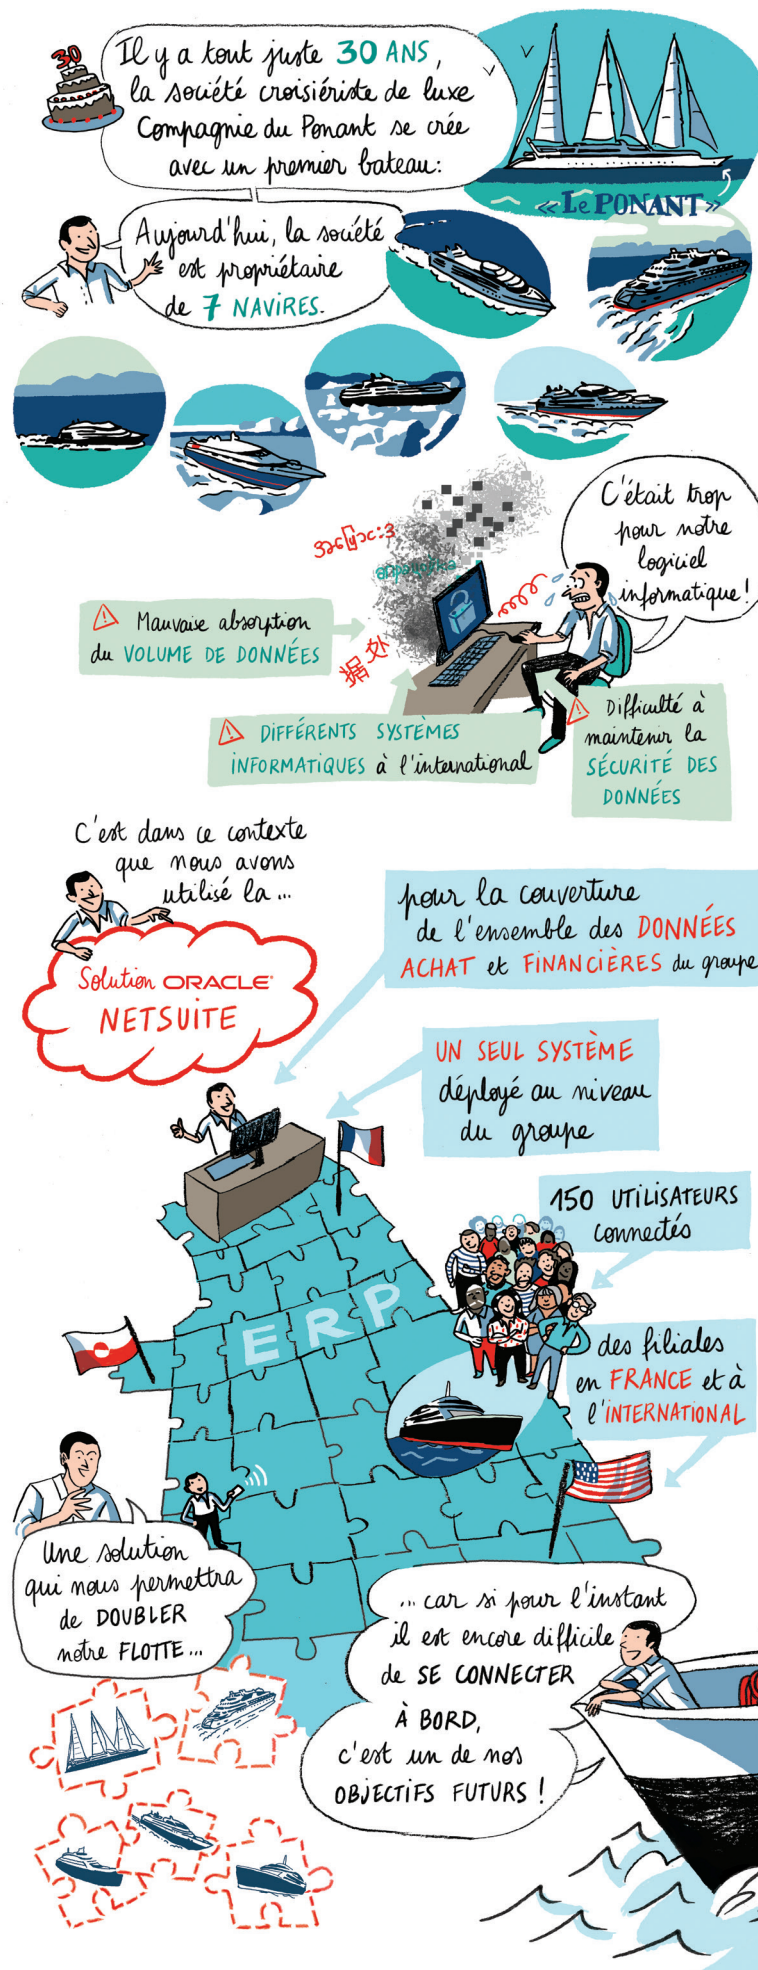 30
Il y a tout juste 30 ANS,
la société croisiériste de luxe
Compagnie du Ponant se crée
avec un premier bateau:
« Le PONANT »
Aujourd'hui, la société
est propriétaire
de 7 NAVIRES.
C'était trop
pour notre
logiciel
informatique!
Mauvaise absorption
du VOLUME DE DONNÉES
据处
DIFFÉRENTS SYSTÈMES
INFORMATIQUES à l'international
Difficulté à
maintenir la
SÉCURITÉ DES
DONNÉES
C'est dans ce contexte
que nous avons
utilisé la ...
Solution ORACLE
NETSUITE
pour la couverture
de l'ensemble des DONNÉES
ACHAT et FINANCIÈRES du groupe
UN SEUL SYSTÈME
déployé au niveau
du groupe
150 UTILISATEURS
connectés
ERP
des filiales
en FRANCE et à
l'INTERNATIONAL
Une solution
qui nous permettra
de DOUBLER
notre FLOTTE ...
... car si pour l'instant
il est encore difficile
de SE CONNECTER
À BORD,
c'est un de nos
OBJECTIFS FUTURS !